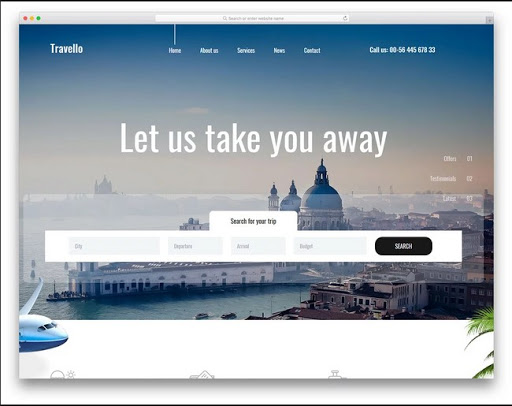 Search or enter website name
Travello
Home
About us
Services
News
Contact
Call us: 00-56 445 678 33
Let us take you away
Offers 01
Testimonials 02
Latest 03
Search for your trip
City
Departure
Arrival
Budget
SEARCH